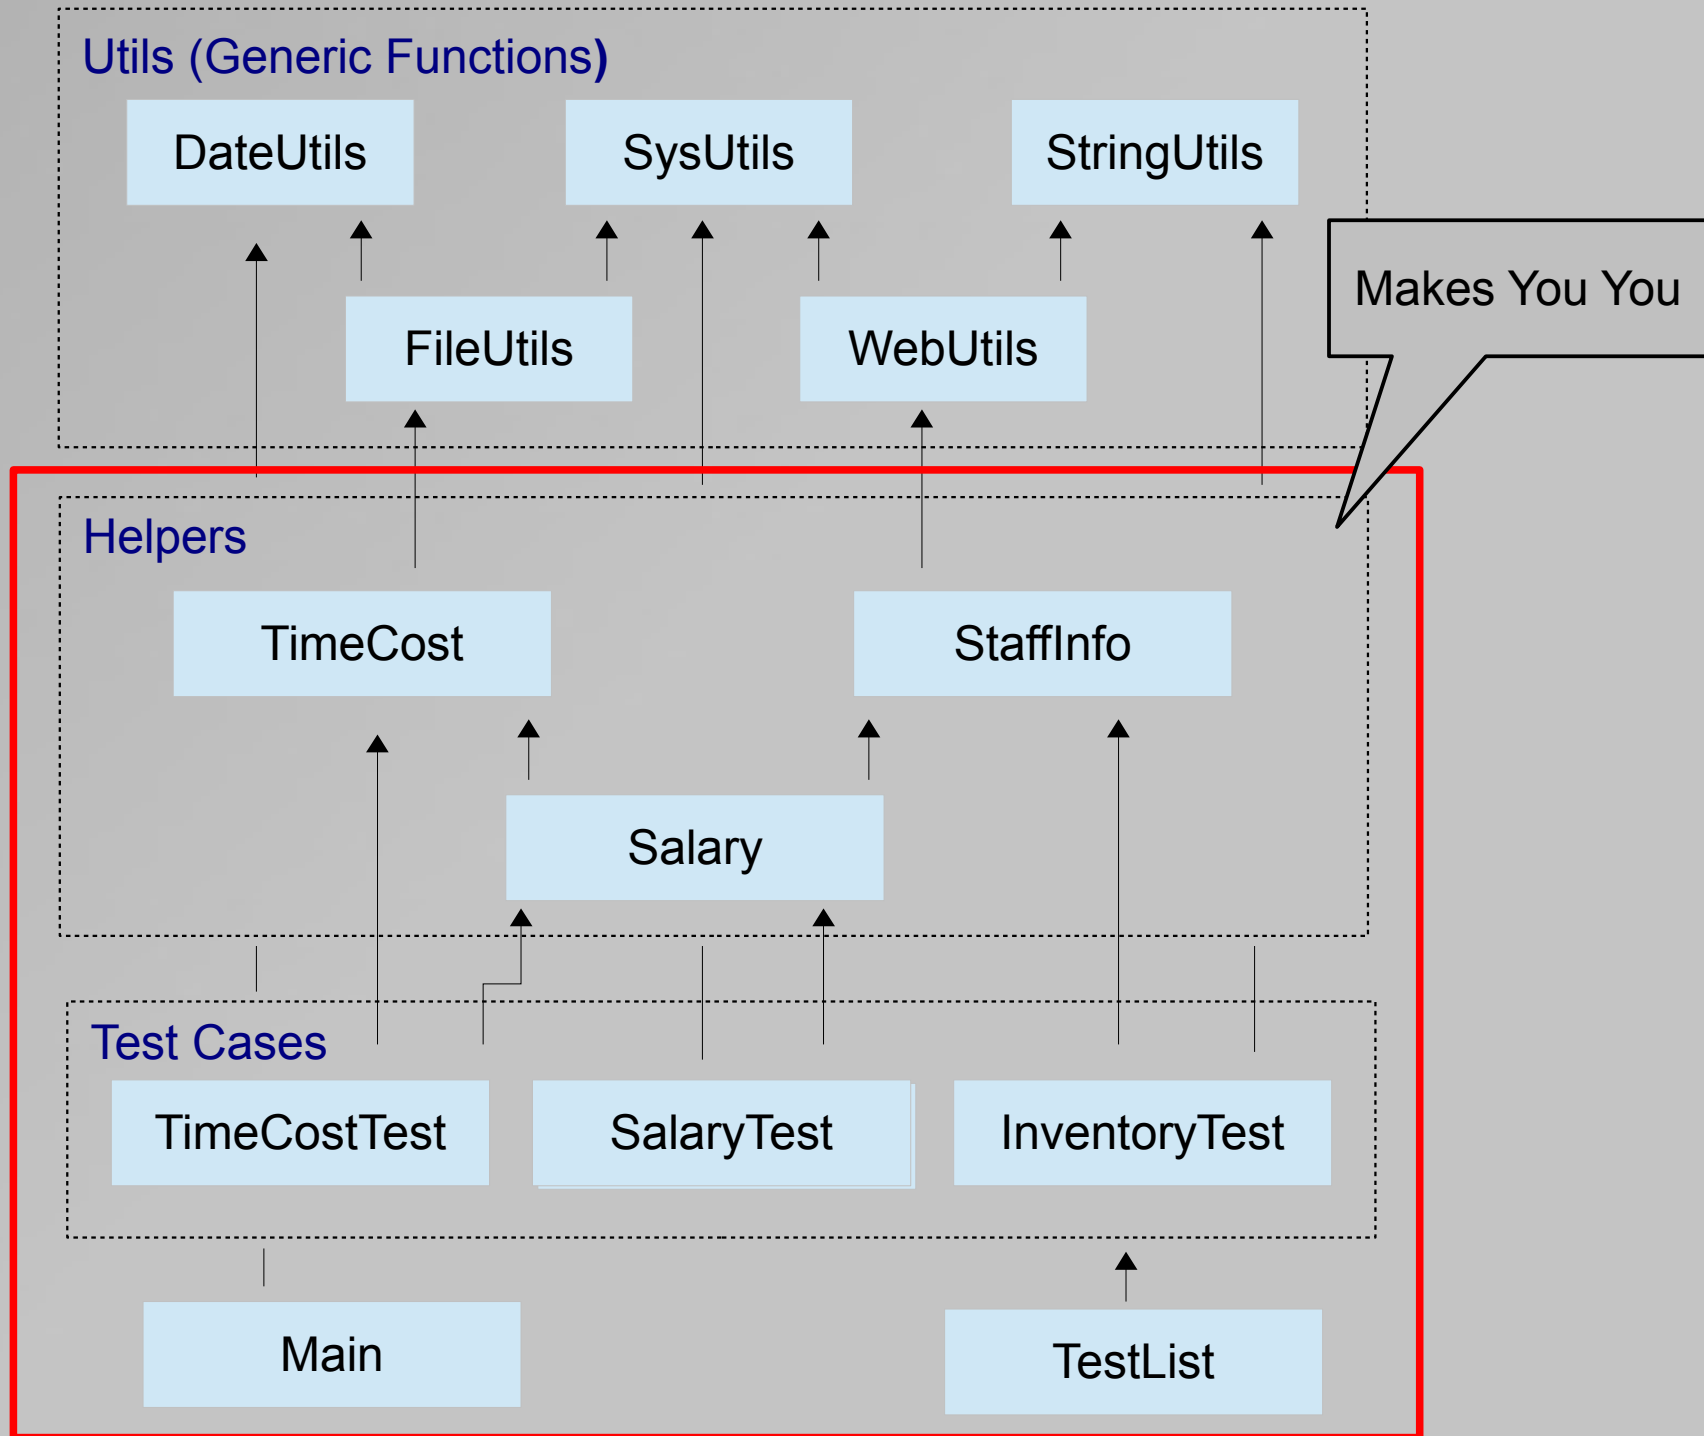 Utils (Generic Functions)
DateUtils
SysUtils
StringUtils
Makes You You
FileUtils
WebUtils
Helpers
TimeCost
StaffInfo
Salary
Test Cases
TimeCostTest
SalaryTest
InventoryTest
Main
TestList